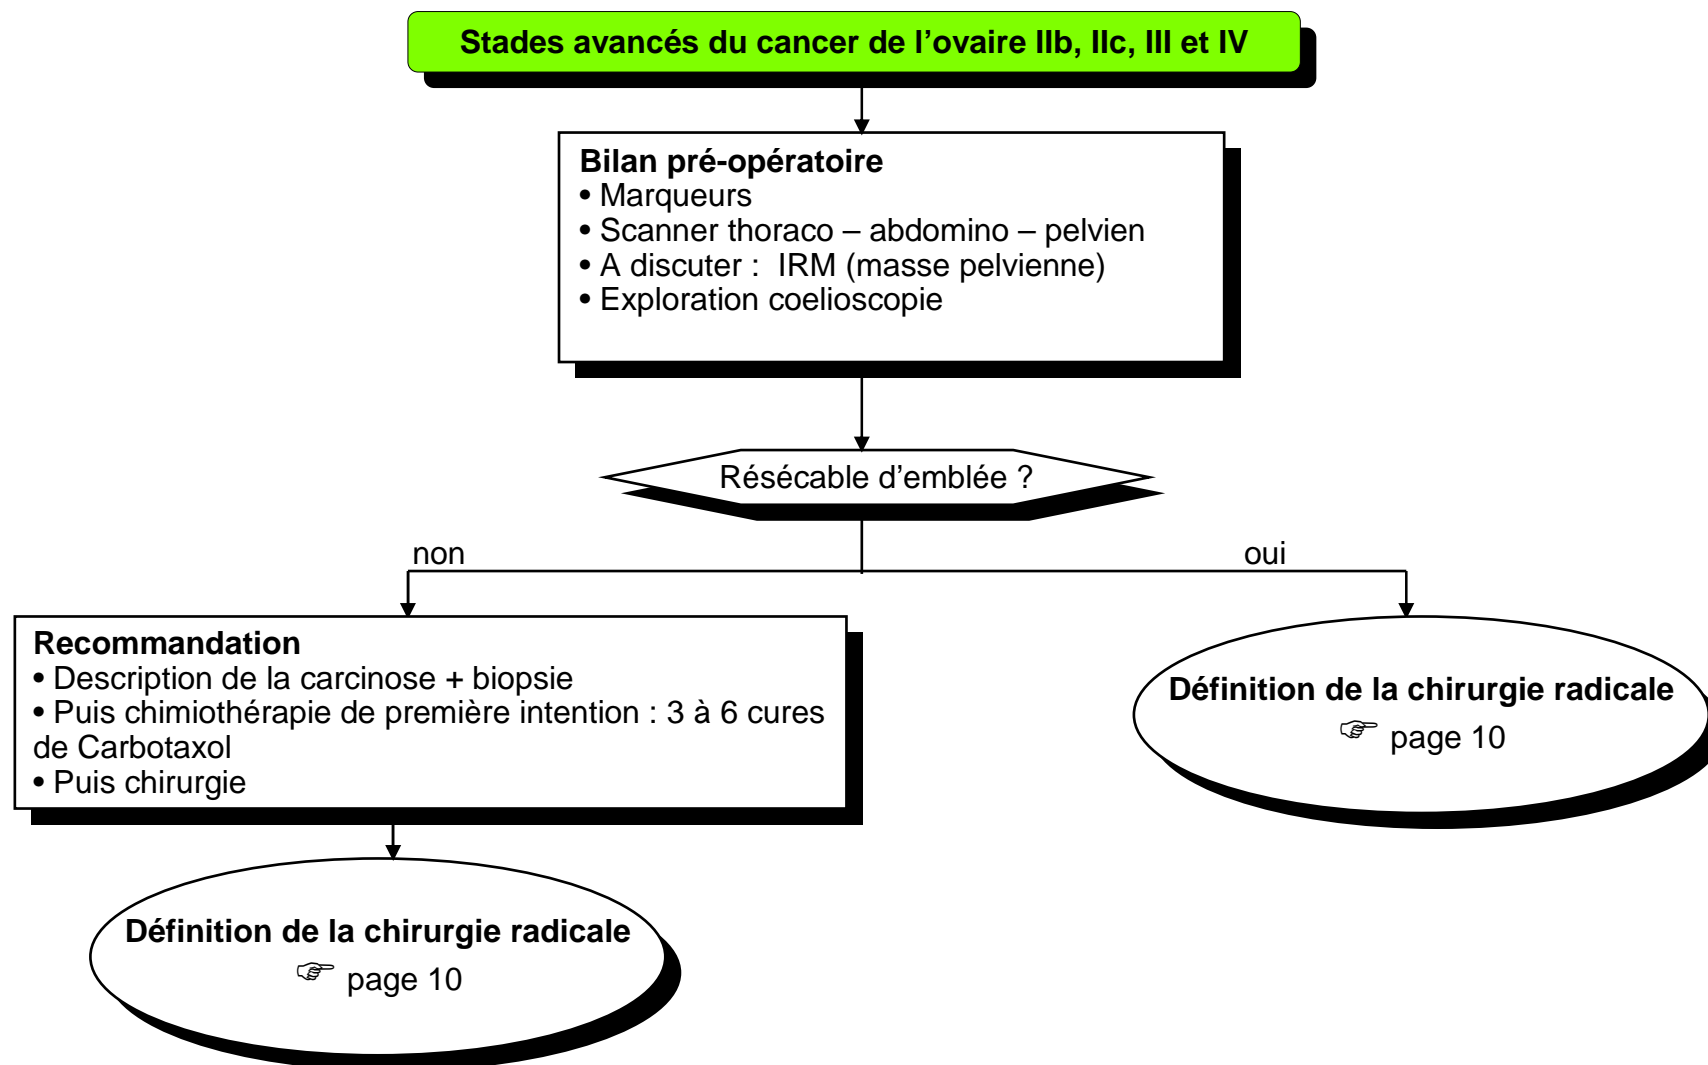 Stades avancés du cancer de l’ovaire IIb, IIc, III et IV
Bilan pré-opératoire
• Marqueurs
• Scanner thoraco – abdomino – pelvien
• A discuter :  IRM (masse pelvienne)
• Exploration coelioscopie
Résécable d’emblée ?
non
oui
Recommandation
• Description de la carcinose + biopsie
• Puis chimiothérapie de première intention : 3 à 6 cures
de Carbotaxol
• Puis chirurgie
Définition de la chirurgie radicale
☞ page 10
Définition de la chirurgie radicale
☞ page 10